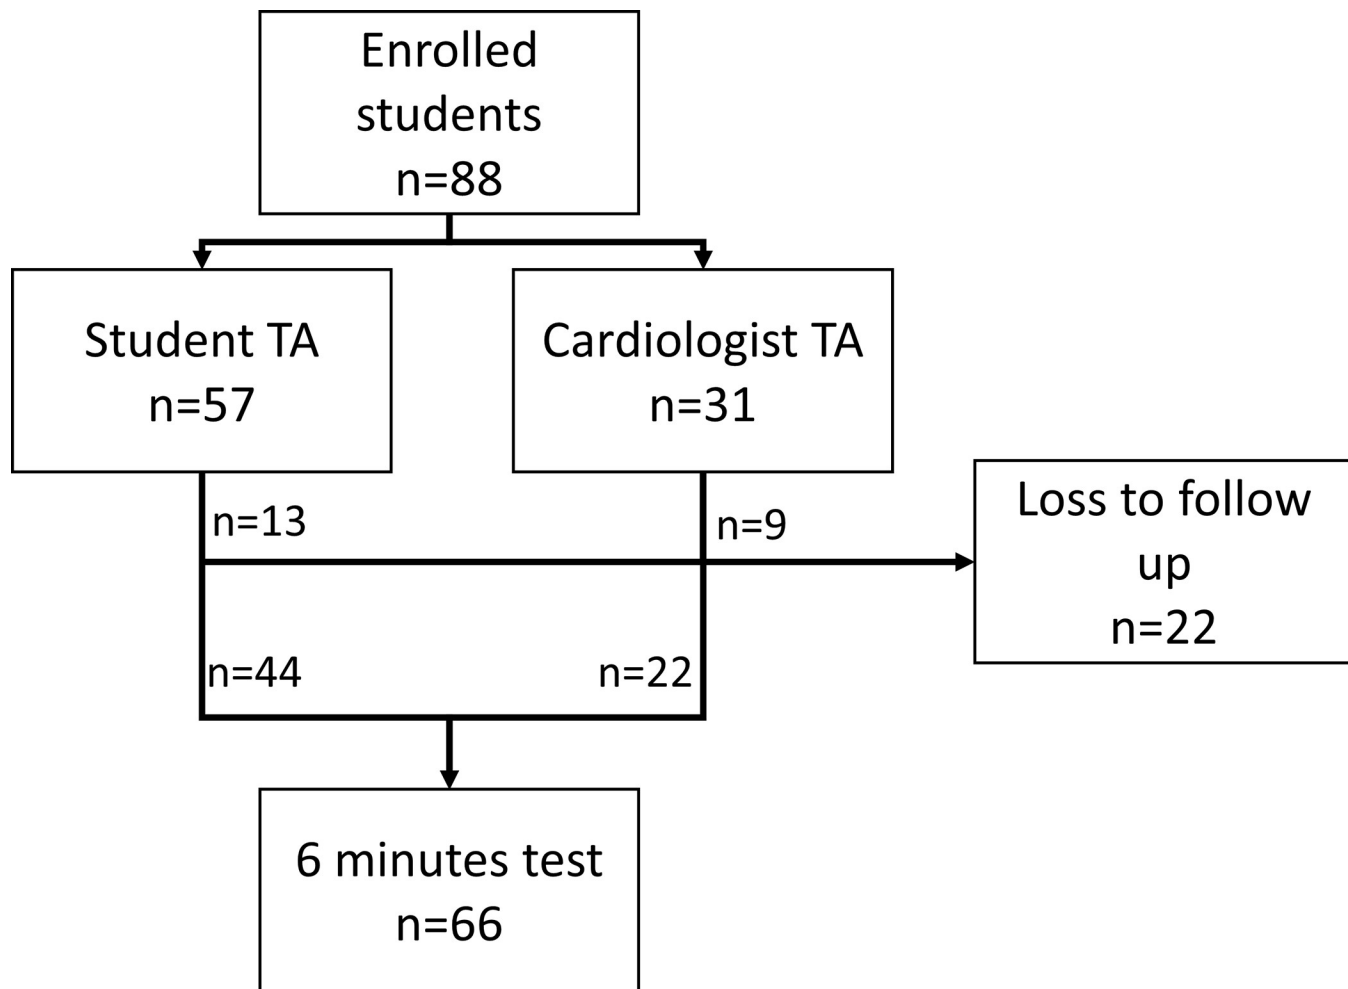 Enrolled
students
n=88
Student TA
n=57
Cardiologist TA
n=31
n=13
n=9
Loss to follow
up
n=22
n=44
n=22
6 minutes test
n=66